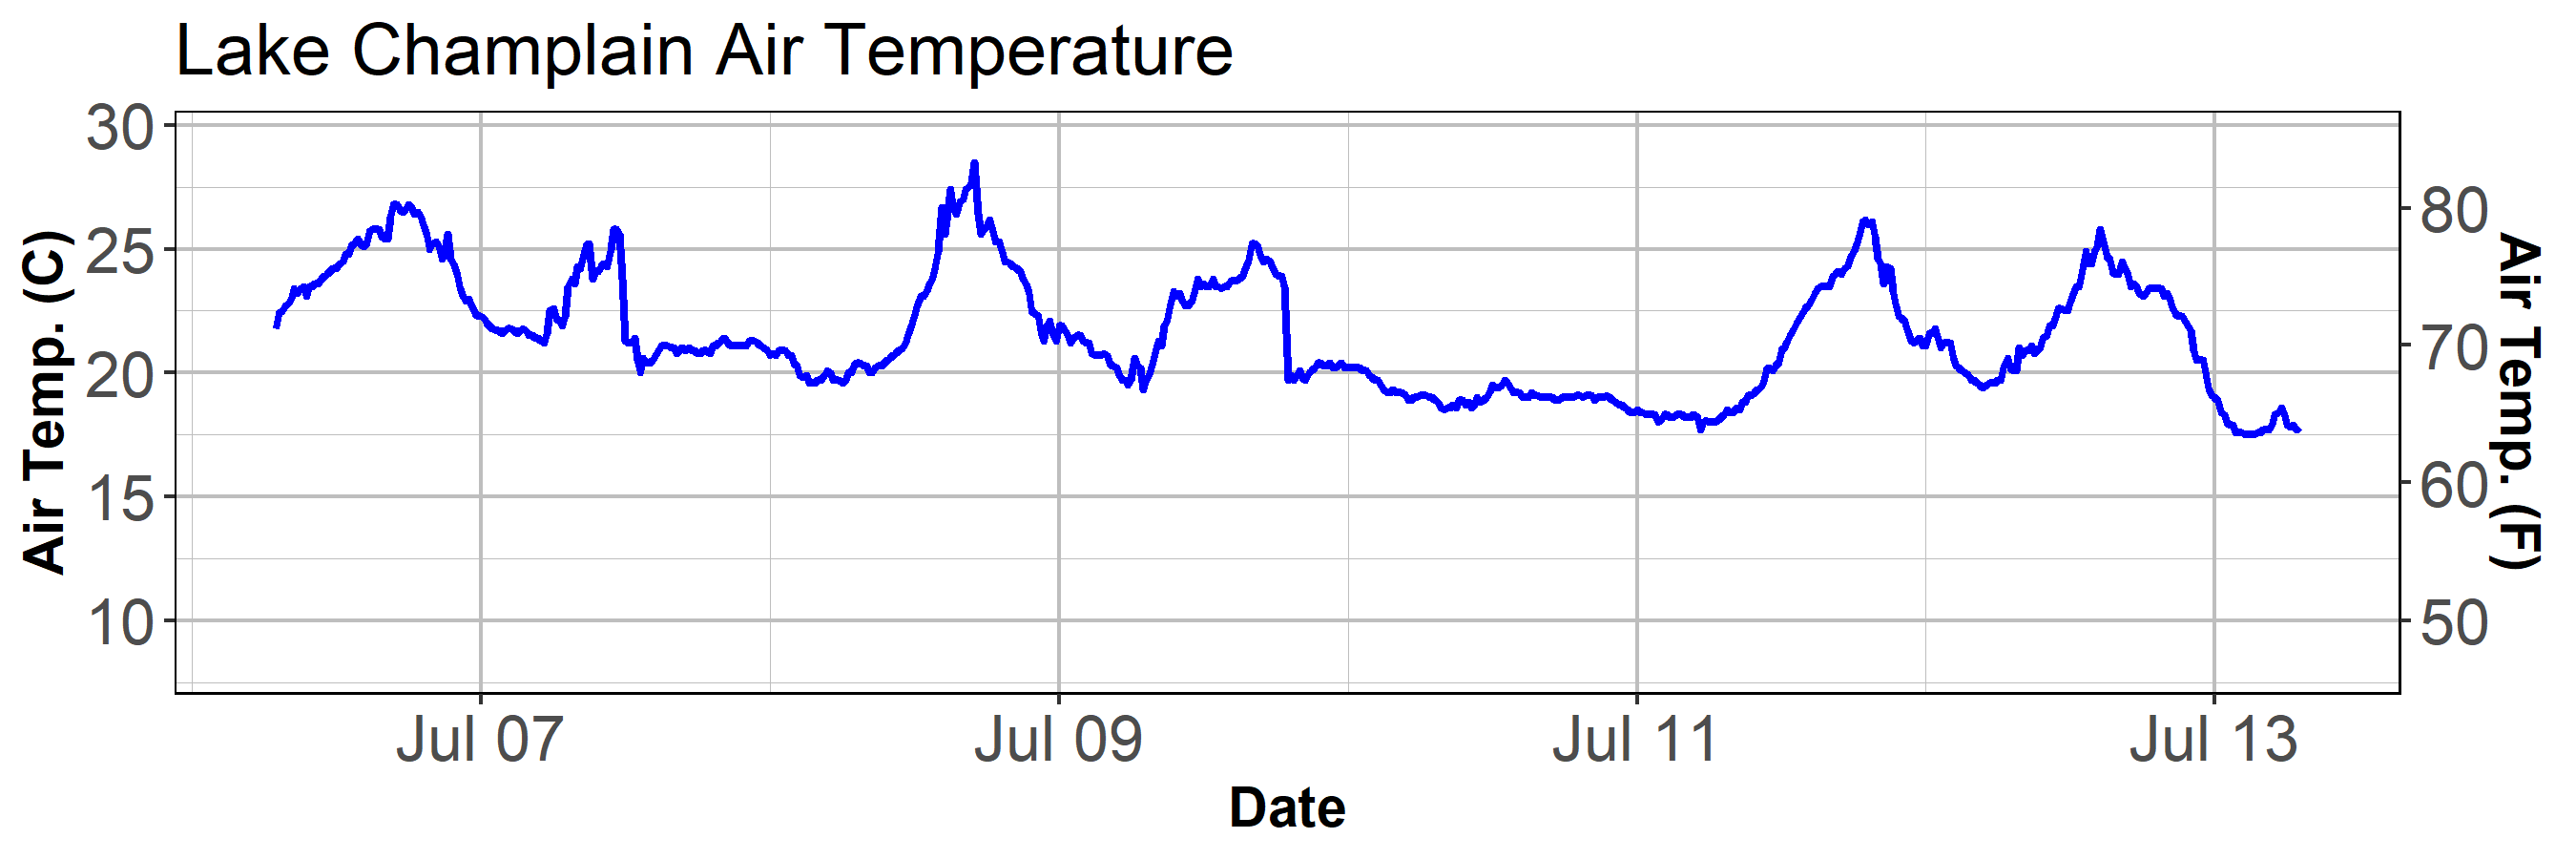 Lake Champlain Air Temperature
Air Temp. (C)
30
25
20
15
10
80
70
60
50
Air Temp. (F)
Jul 07
Jul 09
Jul 11
Jul 13
Date